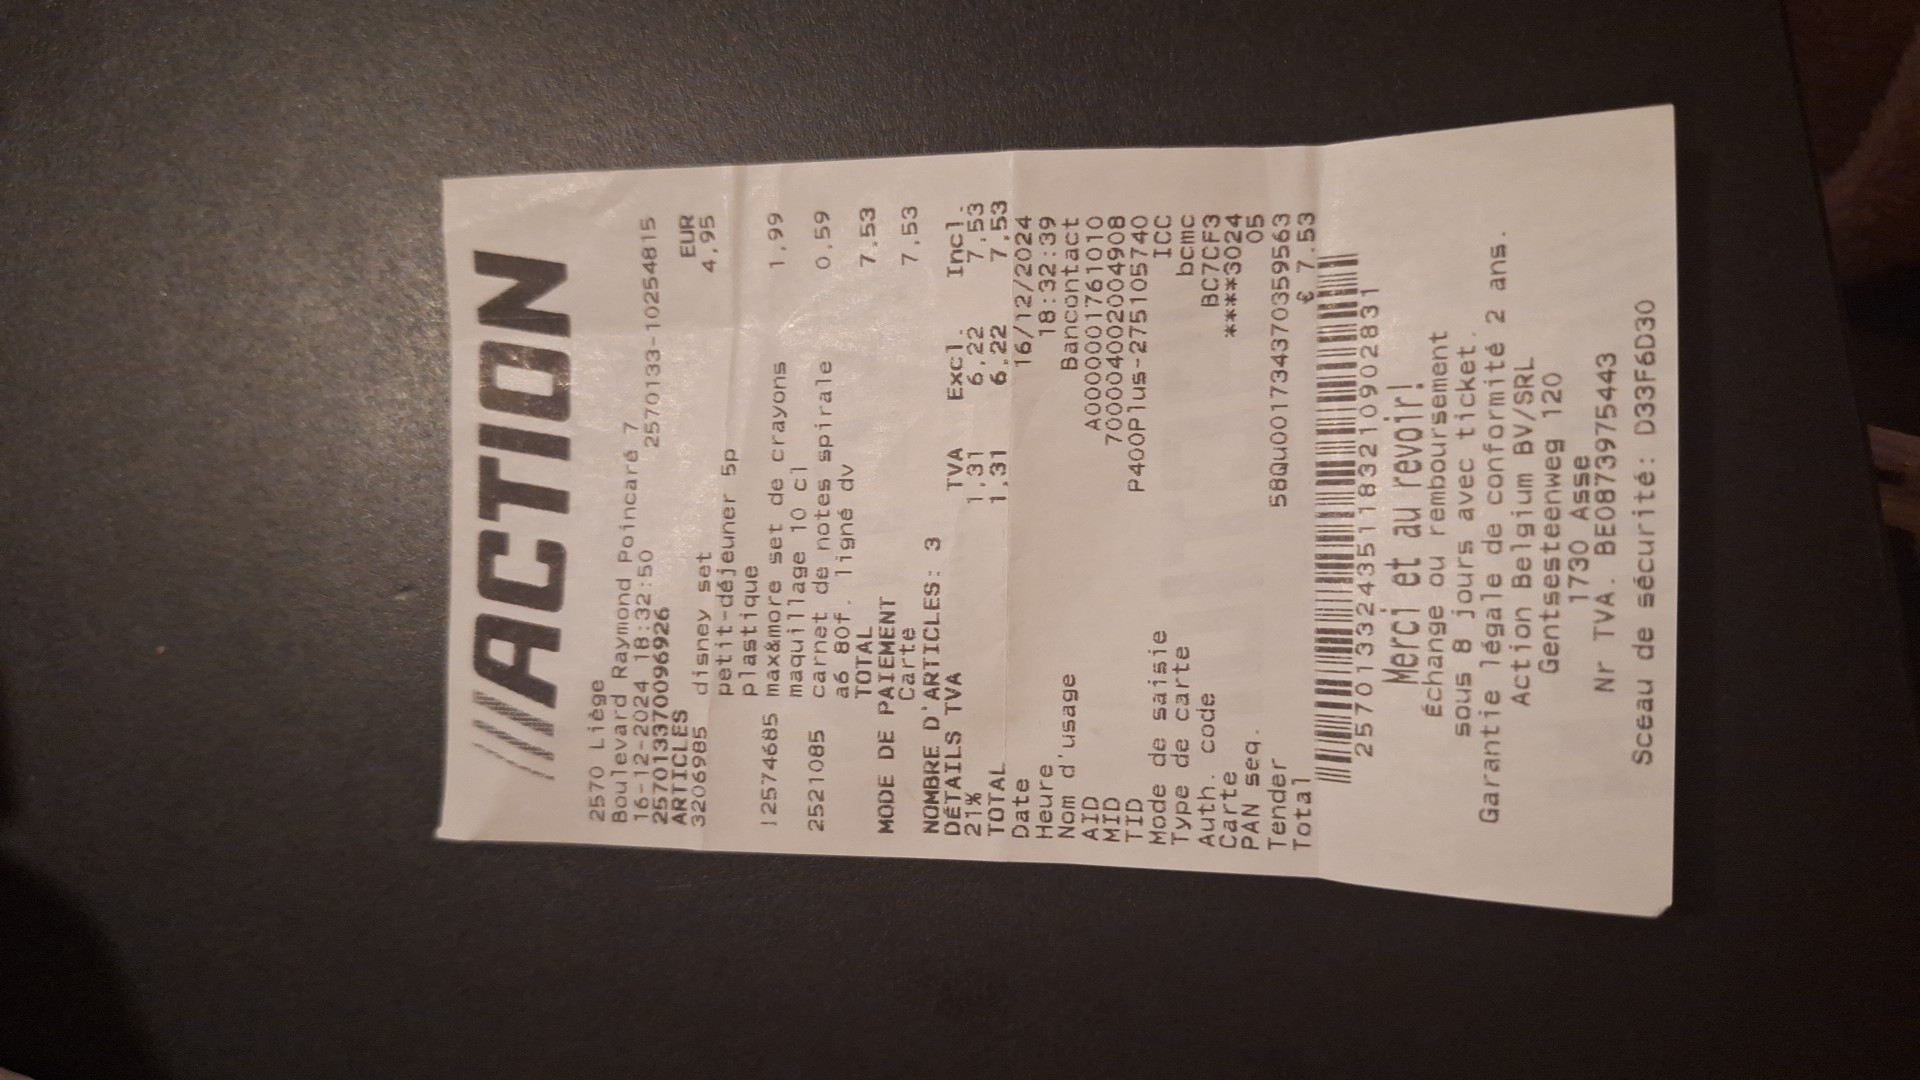 ACTION
2570 Liège
Boulevard Raymond Poincaré 7
16-12-2024 18:32:50 2570133-10254815
257013370096926
ARTICLES EUR
3206985 disney set 4,95
petit-déjeuner 5p
plastique
12574685 max&more set de crayons 1,99
maquillage 10 cl
2521085 carnet de notes spirale 0,59
a6 80f. ligné dv
TOTAL 7,53
MODE DE PAIEMENT
Carte 7,53
NOMBRE D'ARTICLES: 3
DÉTAILS TVA TVA Excl. Incl.
21% 1,31 6,22 7,53
TOTAL 1,31 6,22 7,53
Date 16/12/2024
Heure 18:32:39
Nom d'usage Bancontact
AID A0000001761010
MID 700004002004908
TID P400Plus-275105740
Mode de saisie ICC
Type de carte bcmc
Auth. code BC7CF3
Carte ****3024
PAN seq. 05
Tender 58Qu001734370359563
Total € 7.53
257013324351183210902831
Merci et au revoir!
Échange ou remboursement
sous 8 jours avec ticket.
Garantie légale de conformité 2 ans.
Action Belgium BV/SRL
Gentsesteenweg 120
1730 Asse
Nr TVA. BE0873975443
Sceau de sécurité: D33F6D30